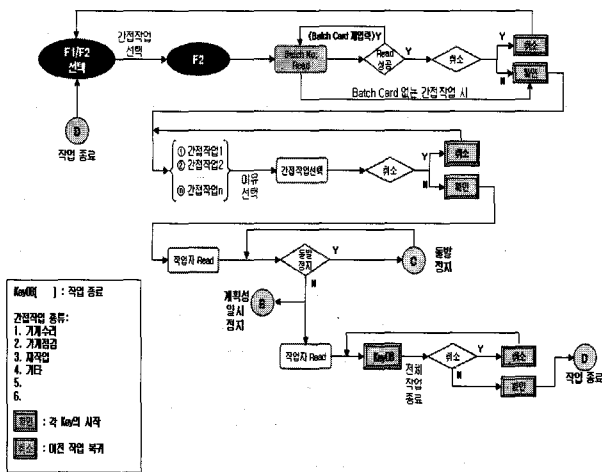 (Batch Card 재입력) Y
F1/F2
선택
간접작업
선택
F2
Batch No.
Read
Read
성공
Y
취소
Y
N
취소
확인
Batch Card 없는 간접작업 시
D
작업 종료
① 간접작업1
② 간접작업2
ⓝ 간접작업n
이유
선택
간접작업선택
취소
Y
N
취소
확인
작업자 Read
돌발
정지
Y
N
C
돌발
정지
계획성
일시
정지
B
작업자 Read
Key08
전체
작업
종료
취소
Y
N
취소
확인
D
작업 종료
Key08[ ] : 작업 종료
간접작업 종류:
1. 기계수리
2. 기계점검
3. 재작업
4. 기타
5.
6.
확인 : 각 Key의 시작
취소 : 이전 작업 복귀